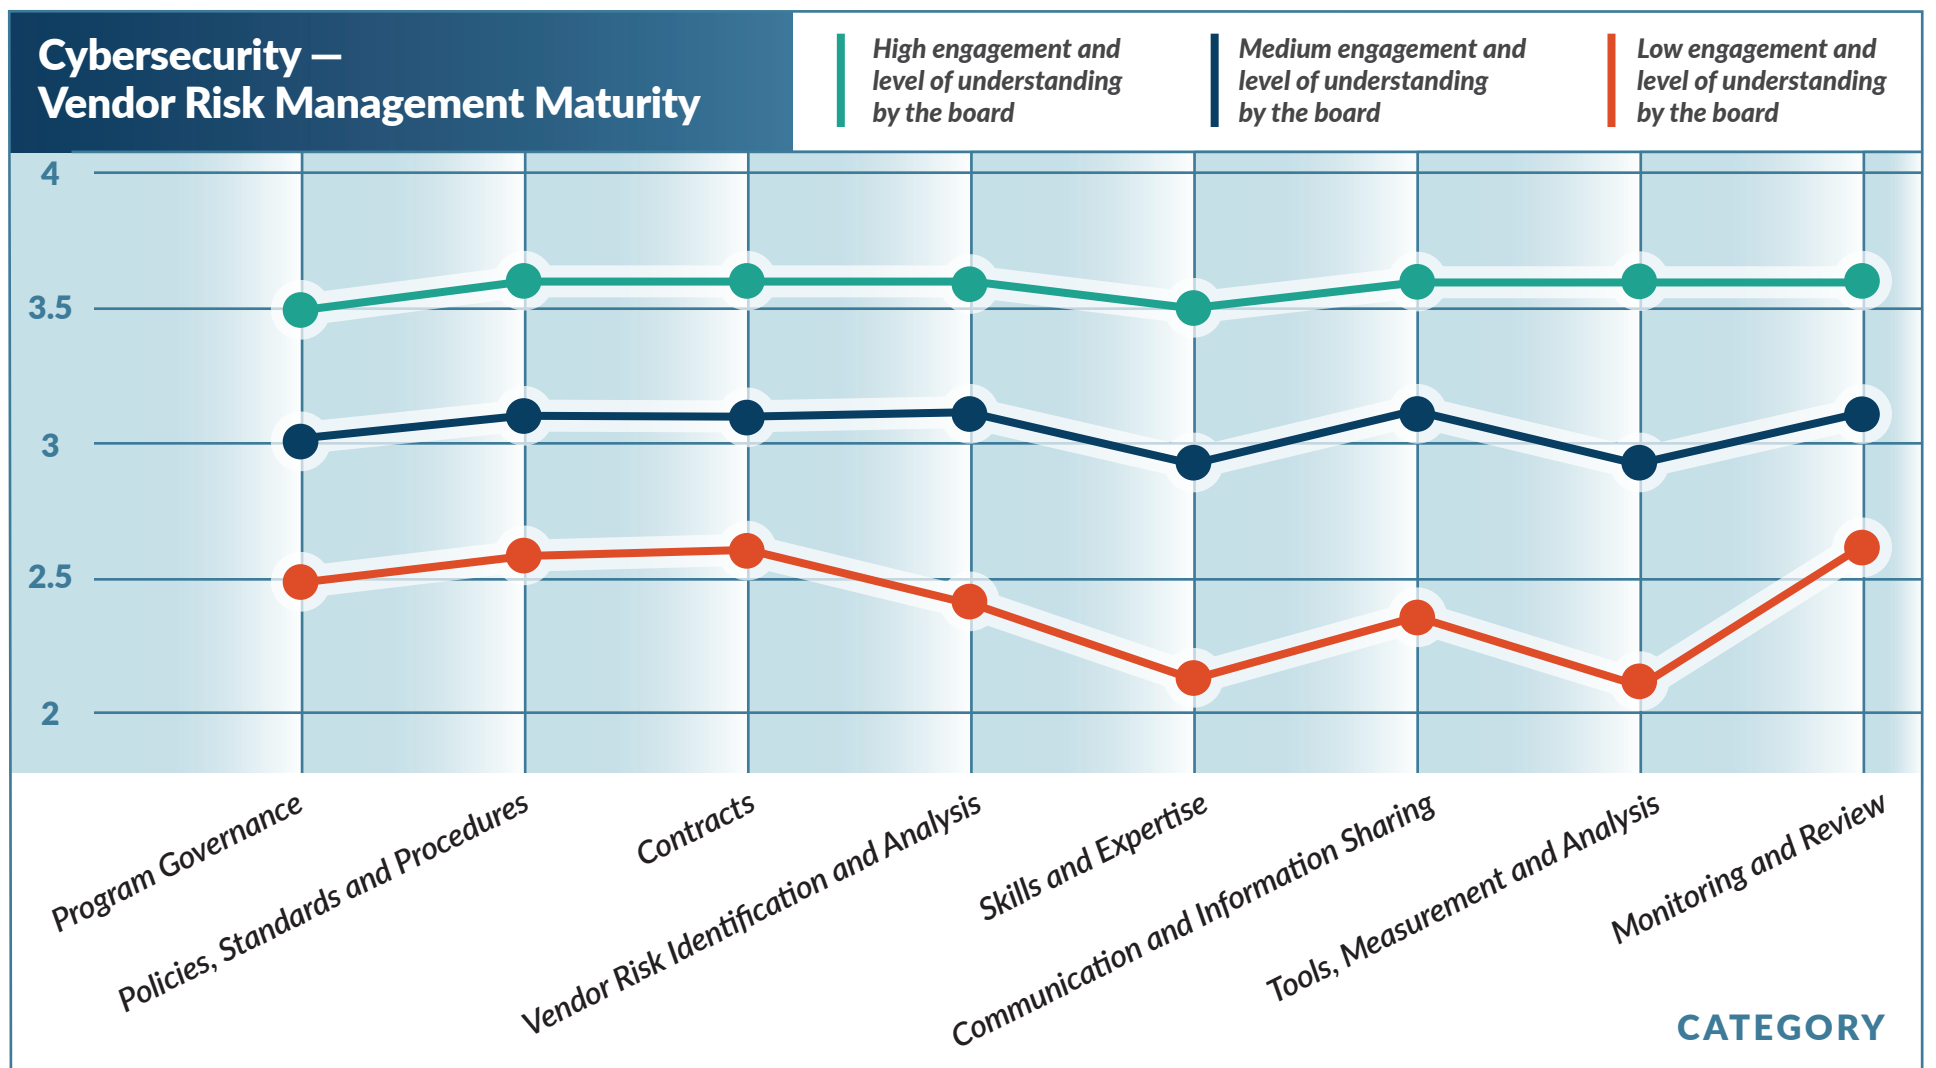 Cybersecurity —
Vendor Risk Management Maturity
High engagement and
level of understanding
by the board
Medium engagement and
level of understanding
by the board
Low engagement and
level of understanding
by the board
4
3.5
3
2.5
2
Program Governance
Policies, Standards and Procedures
Contracts
Vendor Risk Identification and Analysis
Skills and Expertise
Communication and Information Sharing
Tools, Measurement and Analysis
Monitoring and Review
CATEGORY